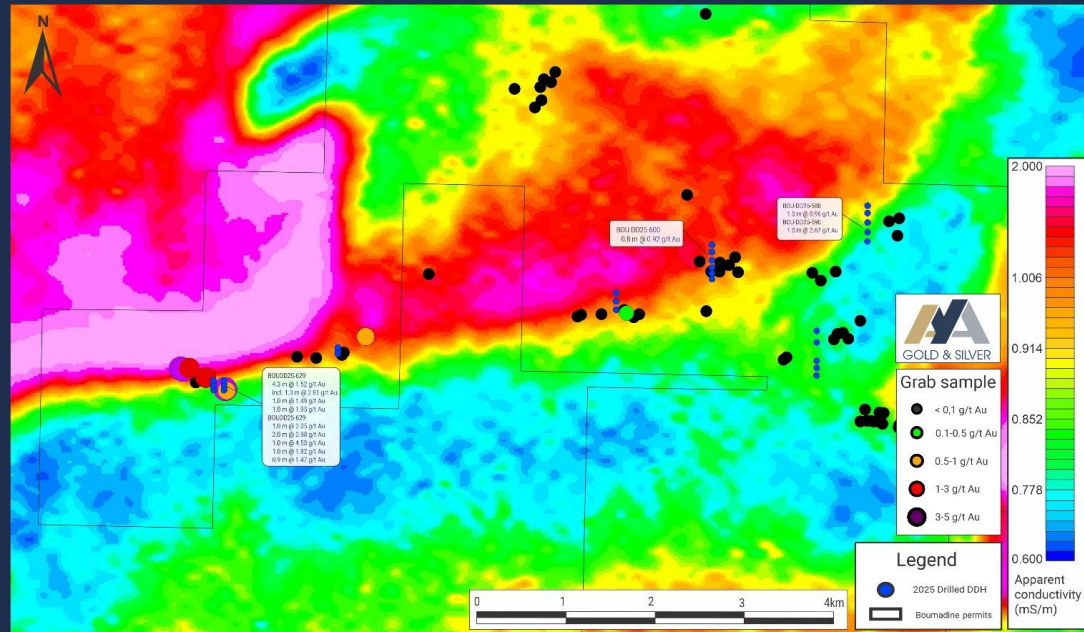 N
BOU-DD25-588
1.0 m @ 0.96 g/t Au
BOU-DD25-590
1.0 m @ 2.67 g/t Au
BOU-DD25-600
0.8 m @ 0.92 g/t Au
BOUDD25-629
4.3 m @ 1.52 g/t Au
incl. 1.3 m @ 2.81 g/t Au
1.0 m @ 1.49 g/t Au
1.0 m @ 1.95 g/t Au
BOUDD25-629
1.0 m @ 2.05 g/t Au
2.0 m @ 3.98 g/t Au
1.0 m @ 4.53 g/t Au
1.0 m @ 1.82 g/t Au
0.9 m @ 1.47 g/t Au
AYA
GOLD & SILVER
Grab sample
< 0,1 g/t Au
0.1-0.5 g/t Au
0.5-1 g/t Au
1-3 g/t Au
3-5 g/t Au
Legend
2025 Drilled DDH
Boumadine permits
2.000
1.006
0.914
0.852
0.778
0.600
Apparent
conductivity
(mS/m)
0 1 2 3 4km